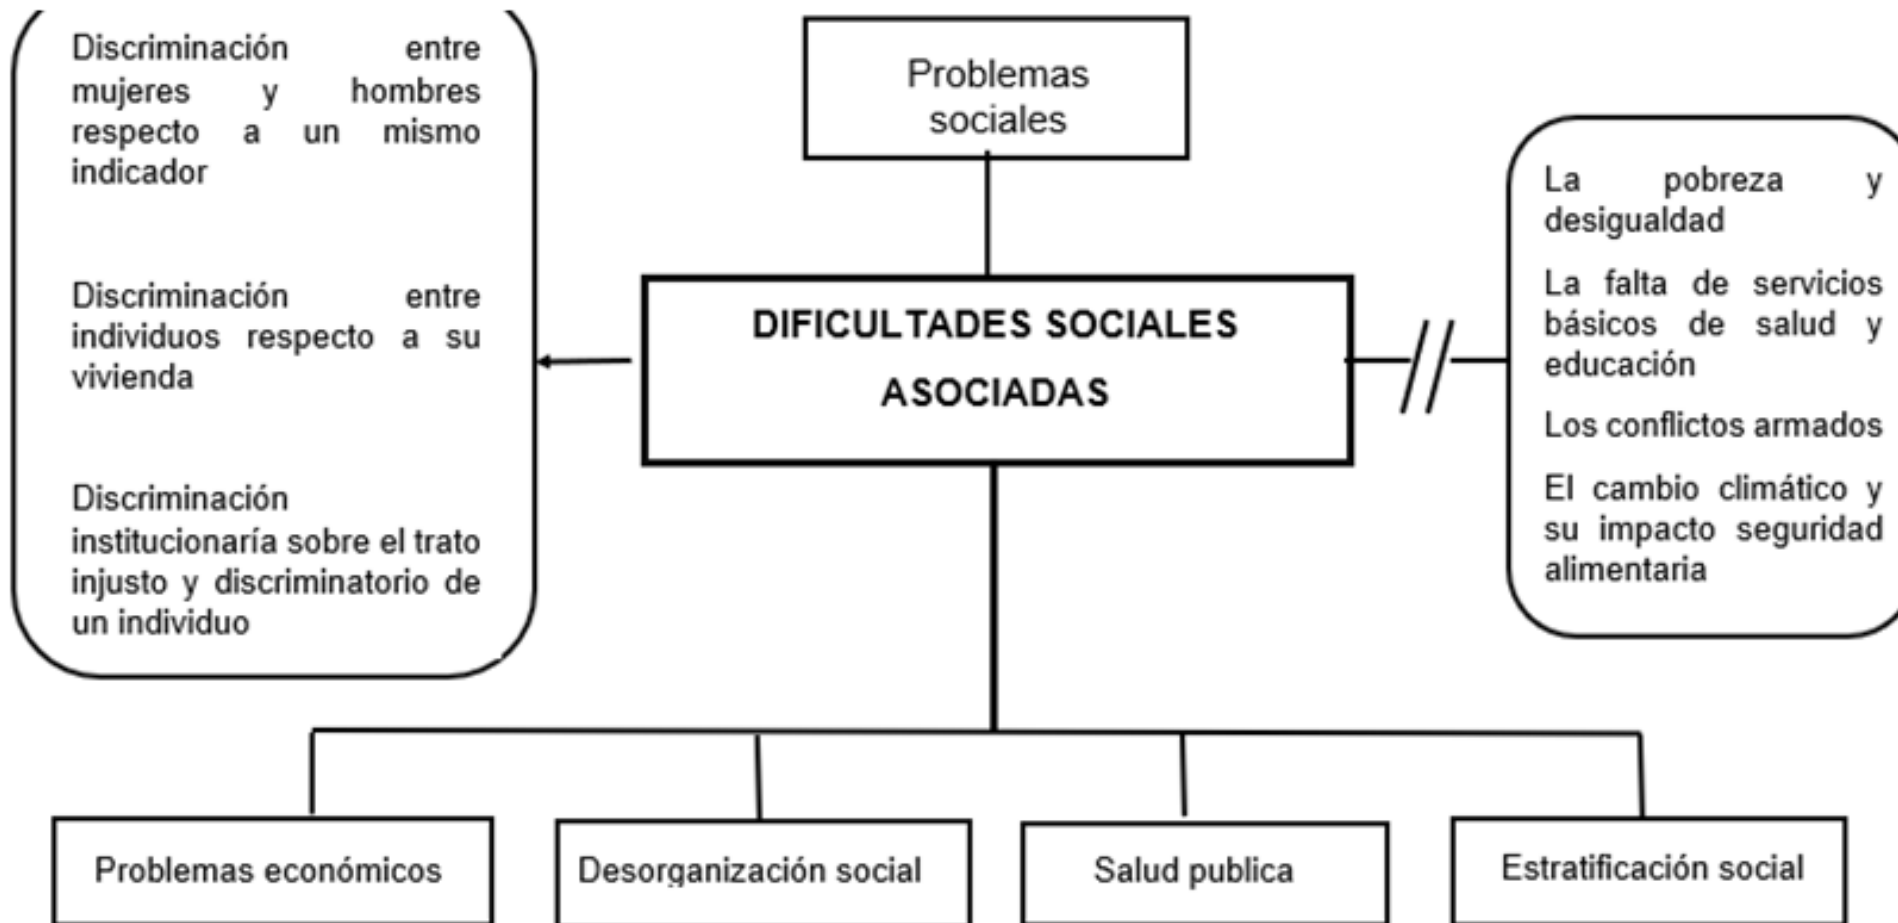 Discriminación entre
mujeres y hombres
respecto a un mismo
indicador
Discriminación entre
individuos respecto a su
vivienda
Discriminación
institucionaría sobre el trato
injusto y discriminatorio de
un individuo
Problemas
sociales
DIFICULTADES SOCIALES
ASOCIADAS
La pobreza y
desigualdad
La falta de servicios
básicos de salud y
educación
Los conflictos armados
El cambio climático y
su impacto seguridad
alimentaria
Problemas económicos
Desorganización social
Salud publica
Estratificación social